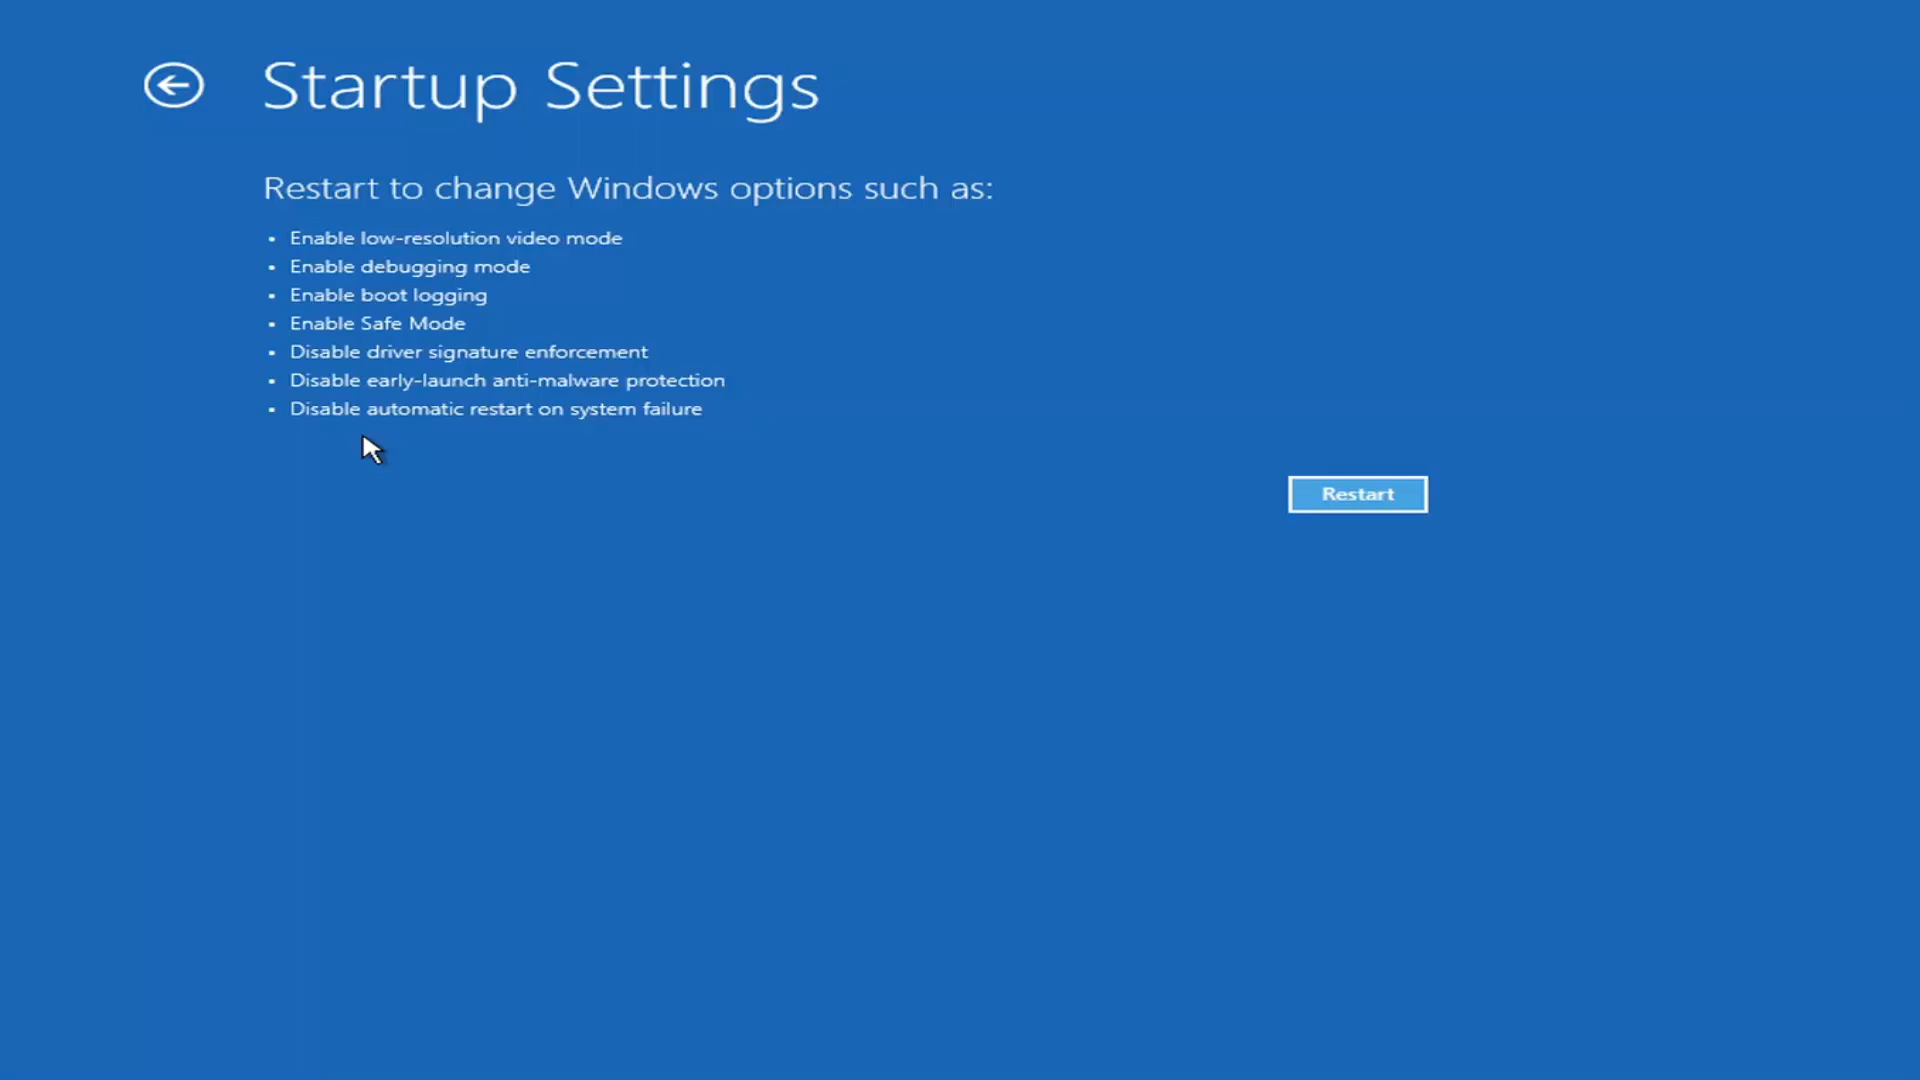 Startup Settings
Restart to change Windows options such as:
• Enable low-resolution video mode
• Enable debugging mode
• Enable boot logging
• Enable Safe Mode
• Disable driver signature enforcement
• Disable early-launch anti-malware protection
• Disable automatic restart on system failure
Restart